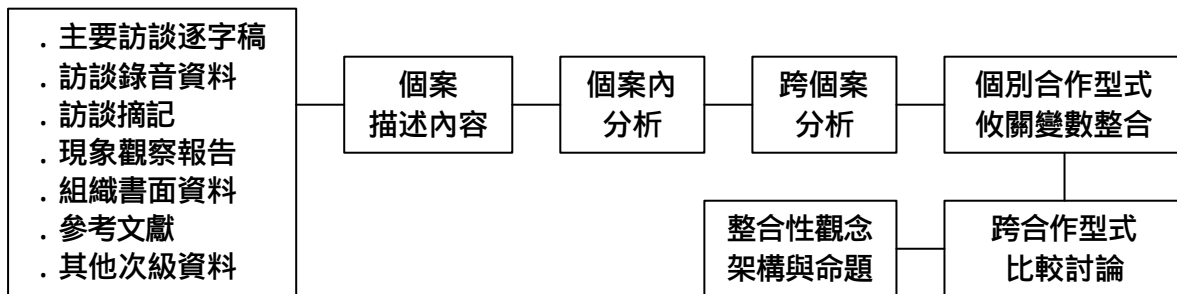 . 主要訪談逐字稿
. 訪談錄音資料
. 訪談摘記
. 現象觀察報告
. 組織書面資料
. 參考文獻
. 其他次級資料
個案
描述內容
個案內
分析
跨個案
分析
個別合作型式
攸關變數整合
跨合作型式
比較討論
整合性觀念
架構與命題